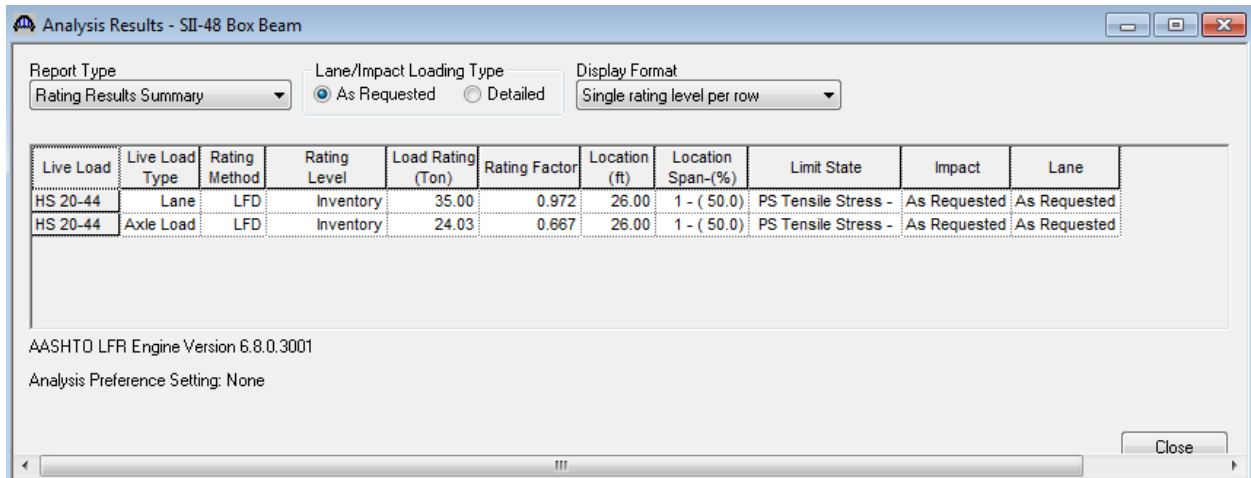 Analysis Results - SII-48 Box Beam
Report Type
Lane/Impact Loading Type
Display Format
Rating Results Summary
As Requested
Detailed
Single rating level per row
Live Load Live Load Type Rating Method Rating Level Load Rating (Ton) Rating Factor Location (ft) Location Span-(%) Limit State Impact Lane
HS 20-44 Lane LFD Inventory 35.00 0.972 26.00 1 - ( 50.0) PS Tensile Stress - As Requested As Requested
HS 20-44 Axle Load LFD Inventory 24.03 0.667 26.00 1 - ( 50.0) PS Tensile Stress - As Requested As Requested
AASHTO LFR Engine Version 6.8.0.3001
Analysis Preference Setting: None
Close